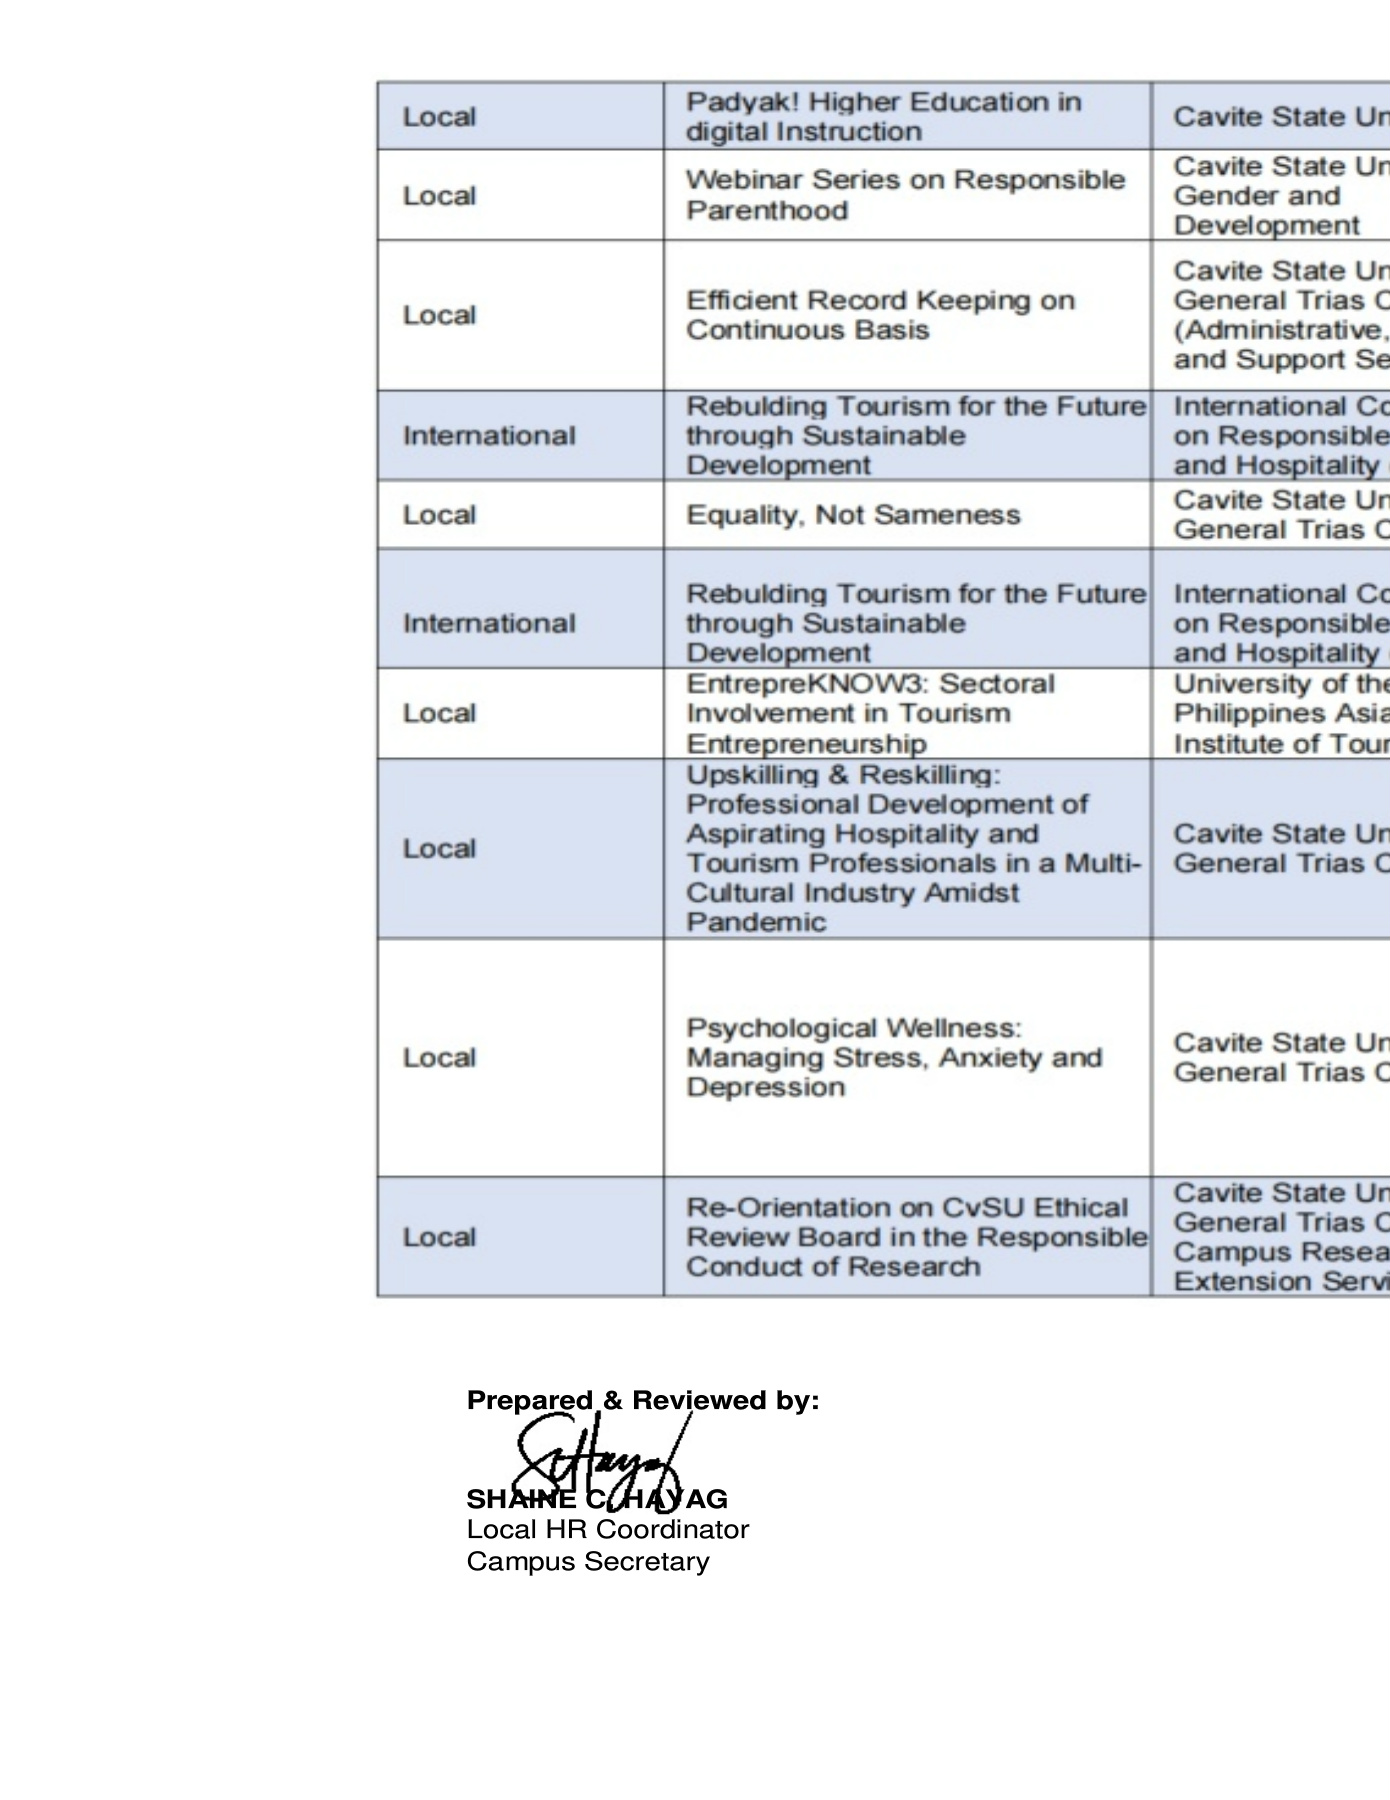 Local
Padyak! Higher Education in
digital Instruction
Cavite State Un
Local
Webinar Series on Responsible
Parenthood
Cavite State Un
Gender and
Development
Local
Efficient Record Keeping on
Continuous Basis
Cavite State Un
General Trias C
(Administrative,
and Support Se
International
Rebulding Tourism for the Future
through Sustainable
Development
International Co
on Responsible
and Hospitality
Local
Equality, Not Sameness
Cavite State Un
General Trias C
International
Rebulding Tourism for the Future
through Sustainable
Development
International Co
on Responsible
and Hospitality
Local
EntrepreKNOW3: Sectoral
Involvement in Tourism
Entrepreneurship
University of the
Philippines Asia
Institute of Tour
Local
Upskilling & Reskilling:
Professional Development of
Aspirating Hospitality and
Tourism Professionals in a Multi-
Cultural Industry Amidst
Pandemic
Cavite State Un
General Trias C
Local
Psychological Wellness:
Managing Stress, Anxiety and
Depression
Cavite State Un
General Trias C
Local
Re-Orientation on CvSU Ethical
Review Board in the Responsible
Conduct of Research
Cavite State Un
General Trias C
Campus Resea
Extension Servi
Prepared & Reviewed by:
SHAINE C. HAYAG
Local HR Coordinator
Campus Secretary